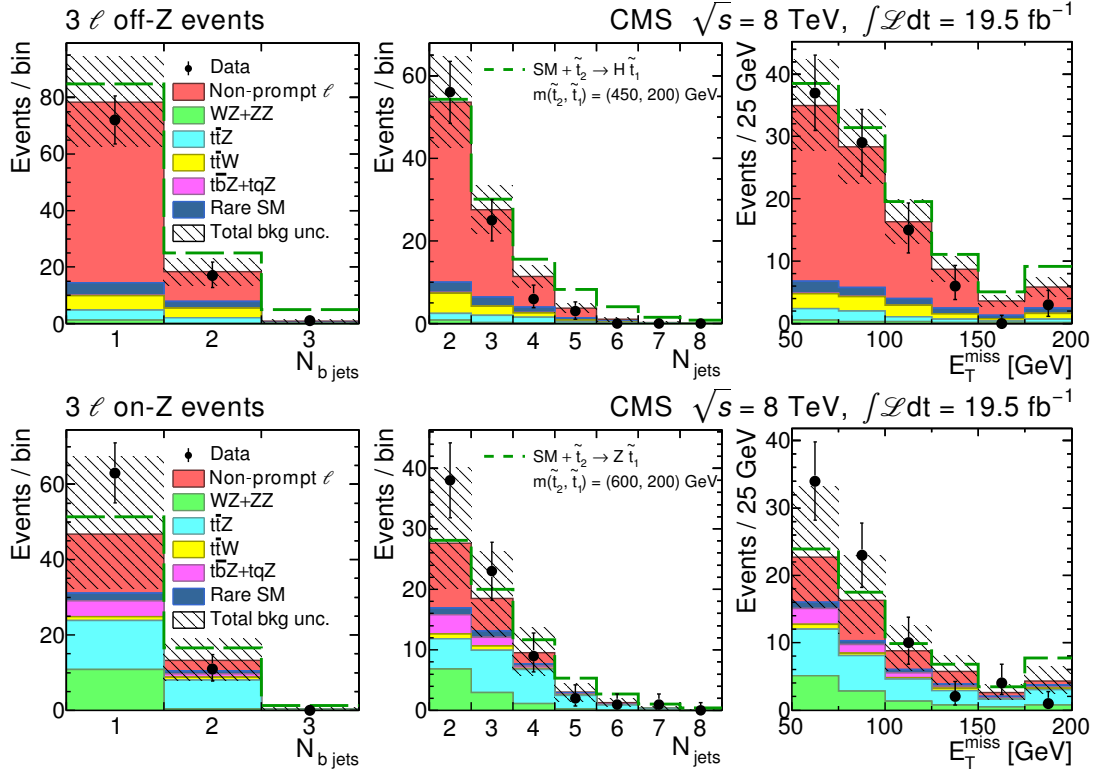 3 ℓ off-Z events
CMS √s = 8 TeV, ∫ℒdt = 19.5 fb⁻¹
Events / bin
80
60
40
20
0
Data
Non-prompt ℓ
WZ+ZZ
tt̄Z
tt̄W
tb̄Z+tqZ
Rare SM
Total bkg unc.
1 2 3
N b jets
Events / bin
60
40
20
0
SM + t̃₂ → H t̃₁
m(t̃₂, t̃₁) = (450, 200) GeV
2 3 4 5 6 7 8
N jets
Events / 25 GeV
40
30
20
10
0
50 100 150 200
E_T^miss [GeV]
3 ℓ on-Z events
CMS √s = 8 TeV, ∫ℒdt = 19.5 fb⁻¹
Events / bin
60
40
20
0
Data
Non-prompt ℓ
WZ+ZZ
tt̄Z
tt̄W
tb̄Z+tqZ
Rare SM
Total bkg unc.
1 2 3
N b jets
Events / bin
40
30
20
10
0
SM + t̃₂ → Z t̃₁
m(t̃₂, t̃₁) = (600, 200) GeV
2 3 4 5 6 7 8
N jets
Events / 25 GeV
40
30
20
10
0
50 100 150 200
E_T^miss [GeV]